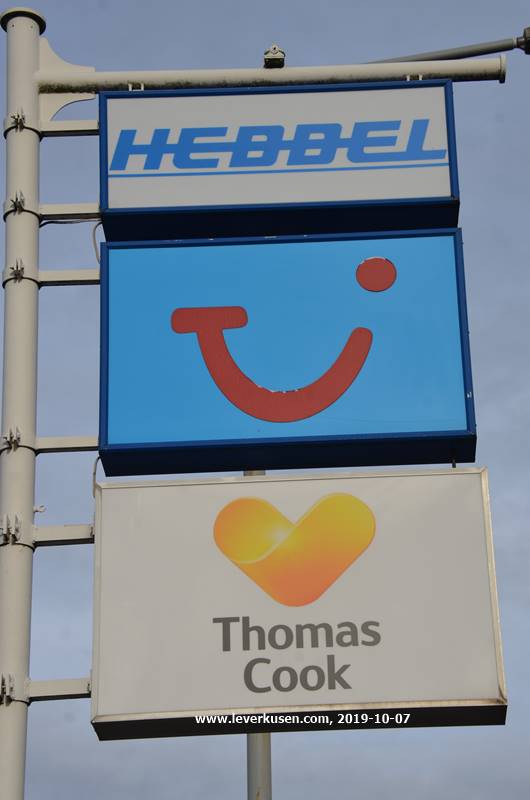 HEBBEL
Thomas
Cook
www.leverkusen.com, 2019-10-07